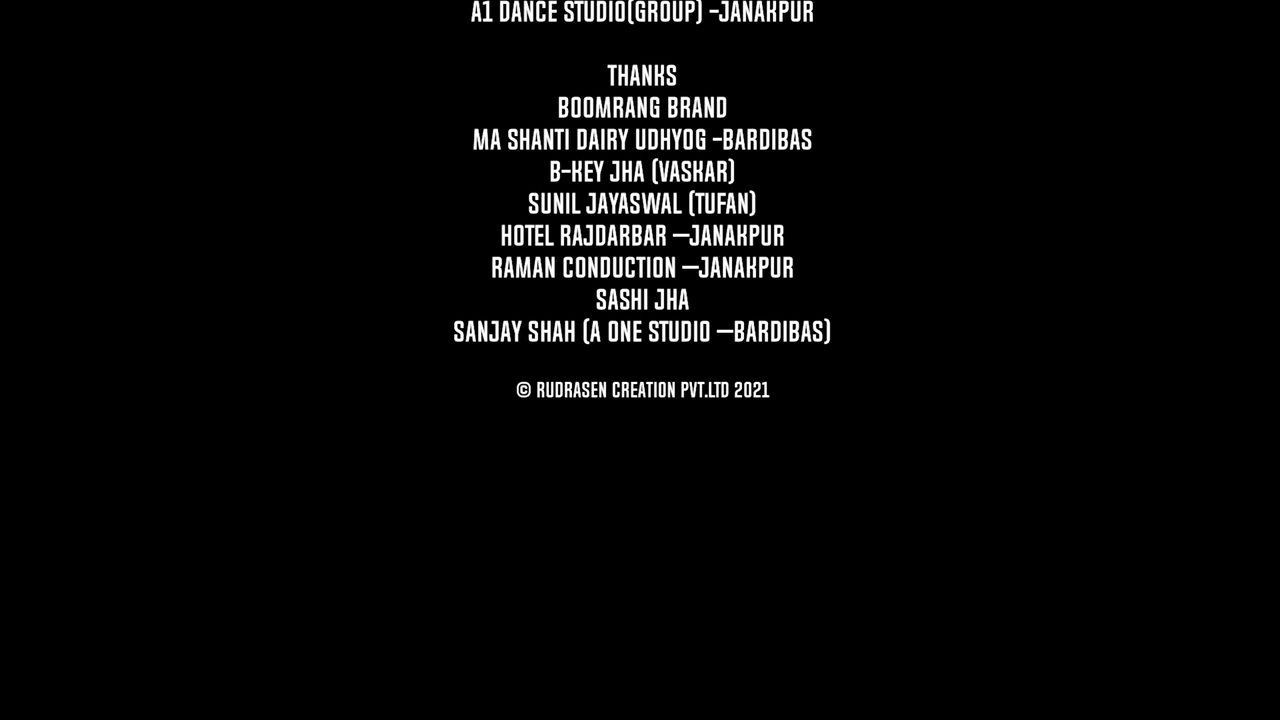 A1 DANCE STUDIO(GROUP) -JANAKPUR
THANKS
BOOMRANG BRAND
MA SHANTI DAIRY UDHYOG -BARDIBAS
B-KEY JHA (VASKAR)
SUNIL JAYASWAL (TUFAN)
HOTEL RAJDARBAR —JANAKPUR
RAMAN CONDUCTION —JANAKPUR
SASHI JHA
SANJAY SHAH (A ONE STUDIO —BARDIBAS)
© RUDRASEN CREATION PVT.LTD 2021